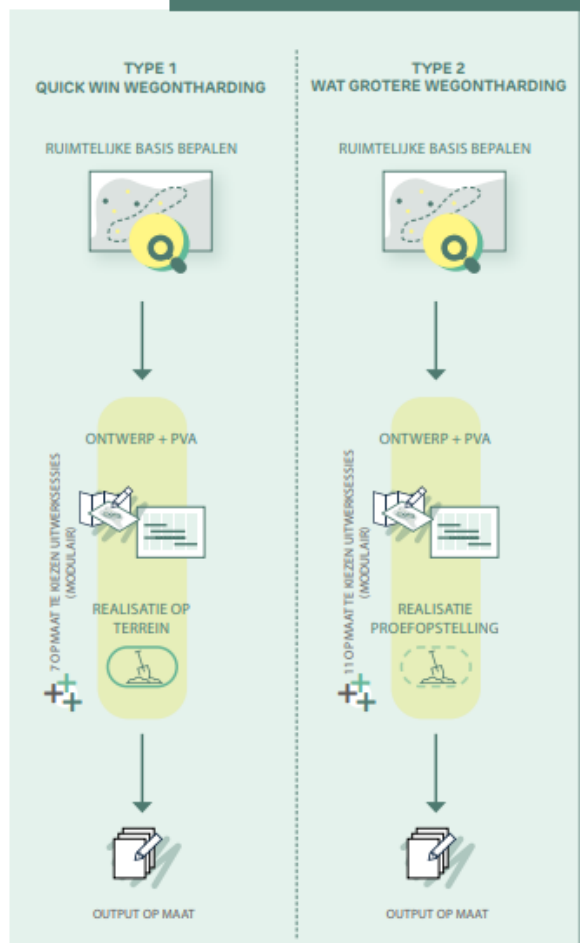 TYPE 1
QUICK WIN WEGONTHARDING
RUIMTELIJKE BASIS BEPALEN
ONTWERP + PVA
7 OP MAAT TE KIEZEN UITWERKSESSIES
(MODULAIR)
REALISATIE OP
TERREIN
OUTPUT OP MAAT
TYPE 2
WAT GROTERE WEGONTHARDING
RUIMTELIJKE BASIS BEPALEN
ONTWERP + PVA
11 OP MAAT TE KIEZEN UITWERKSESSIES
(MODULAIR)
REALISATIE
PROEFOPSTELLING
OUTPUT OP MAAT